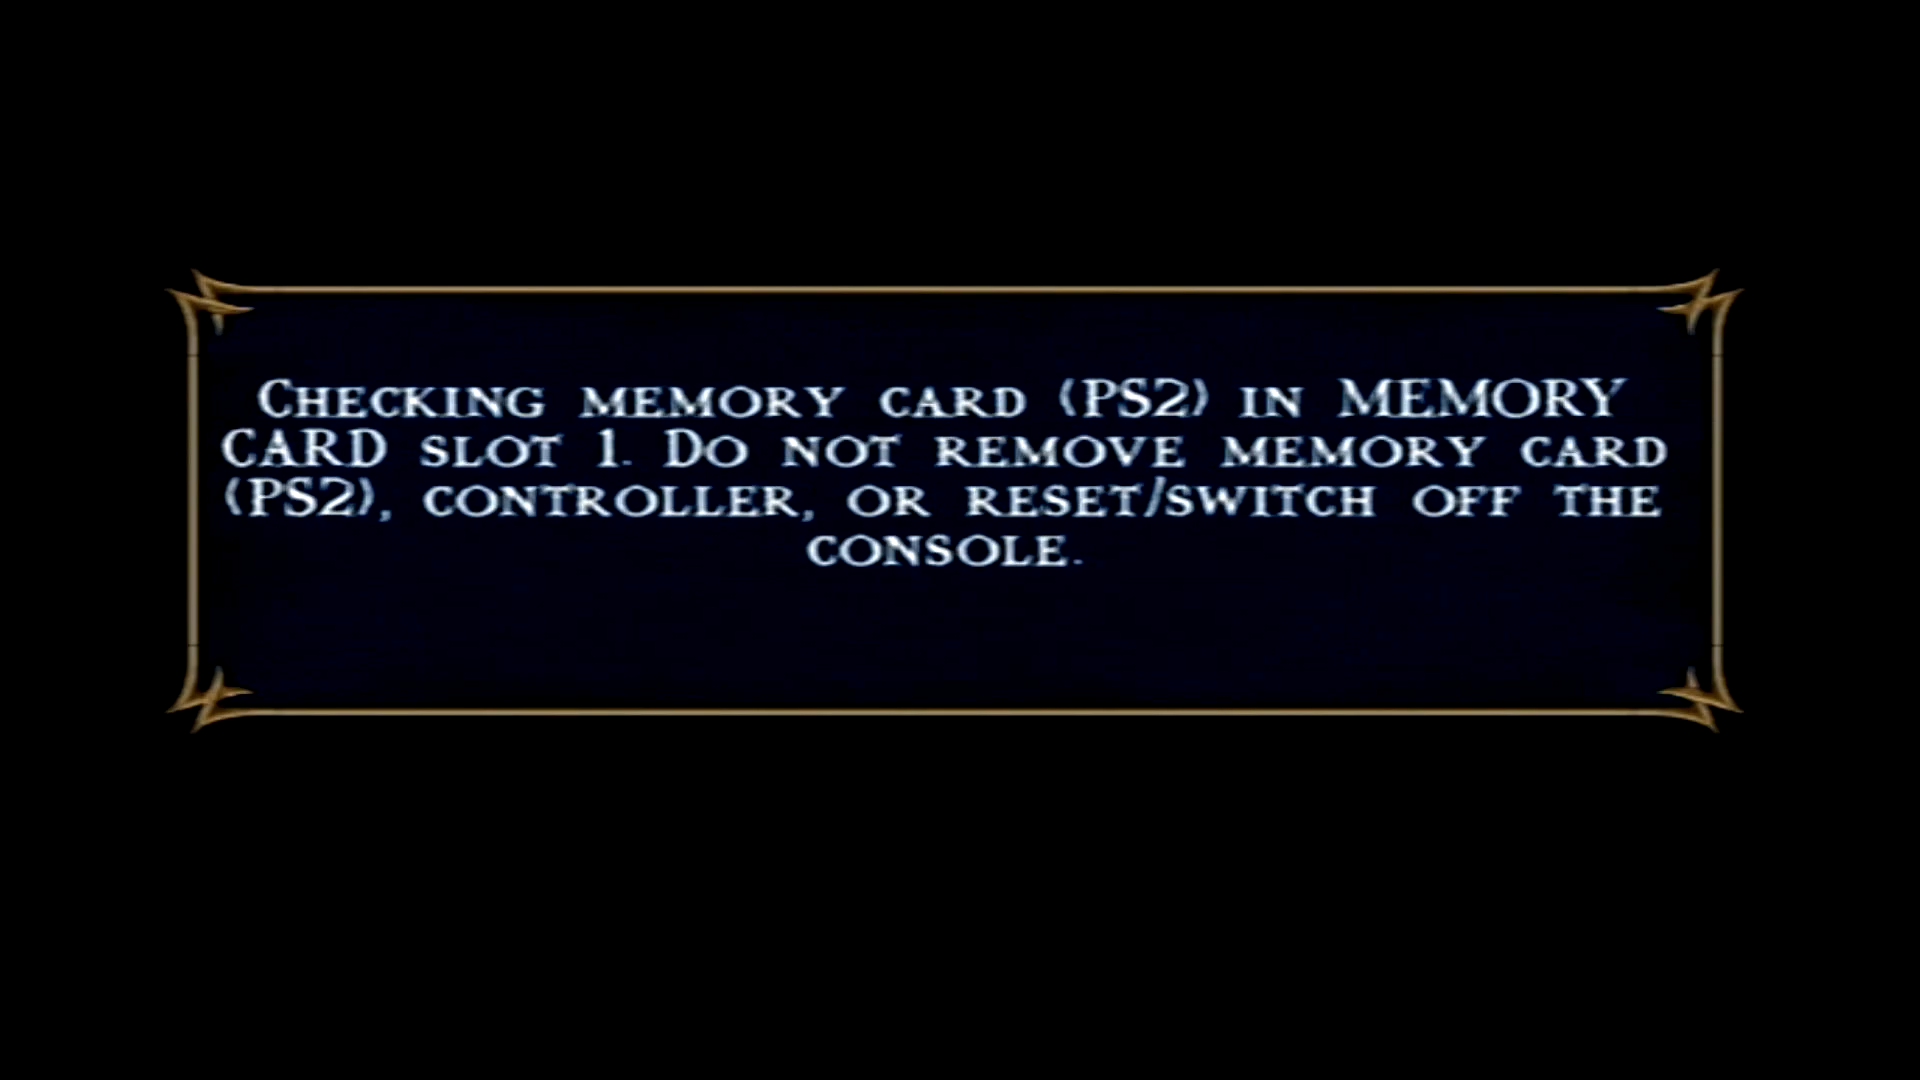 Checking memory card (PS2) in MEMORY
CARD slot 1. Do not remove memory card
(PS2), controller, or reset/switch off the
console.